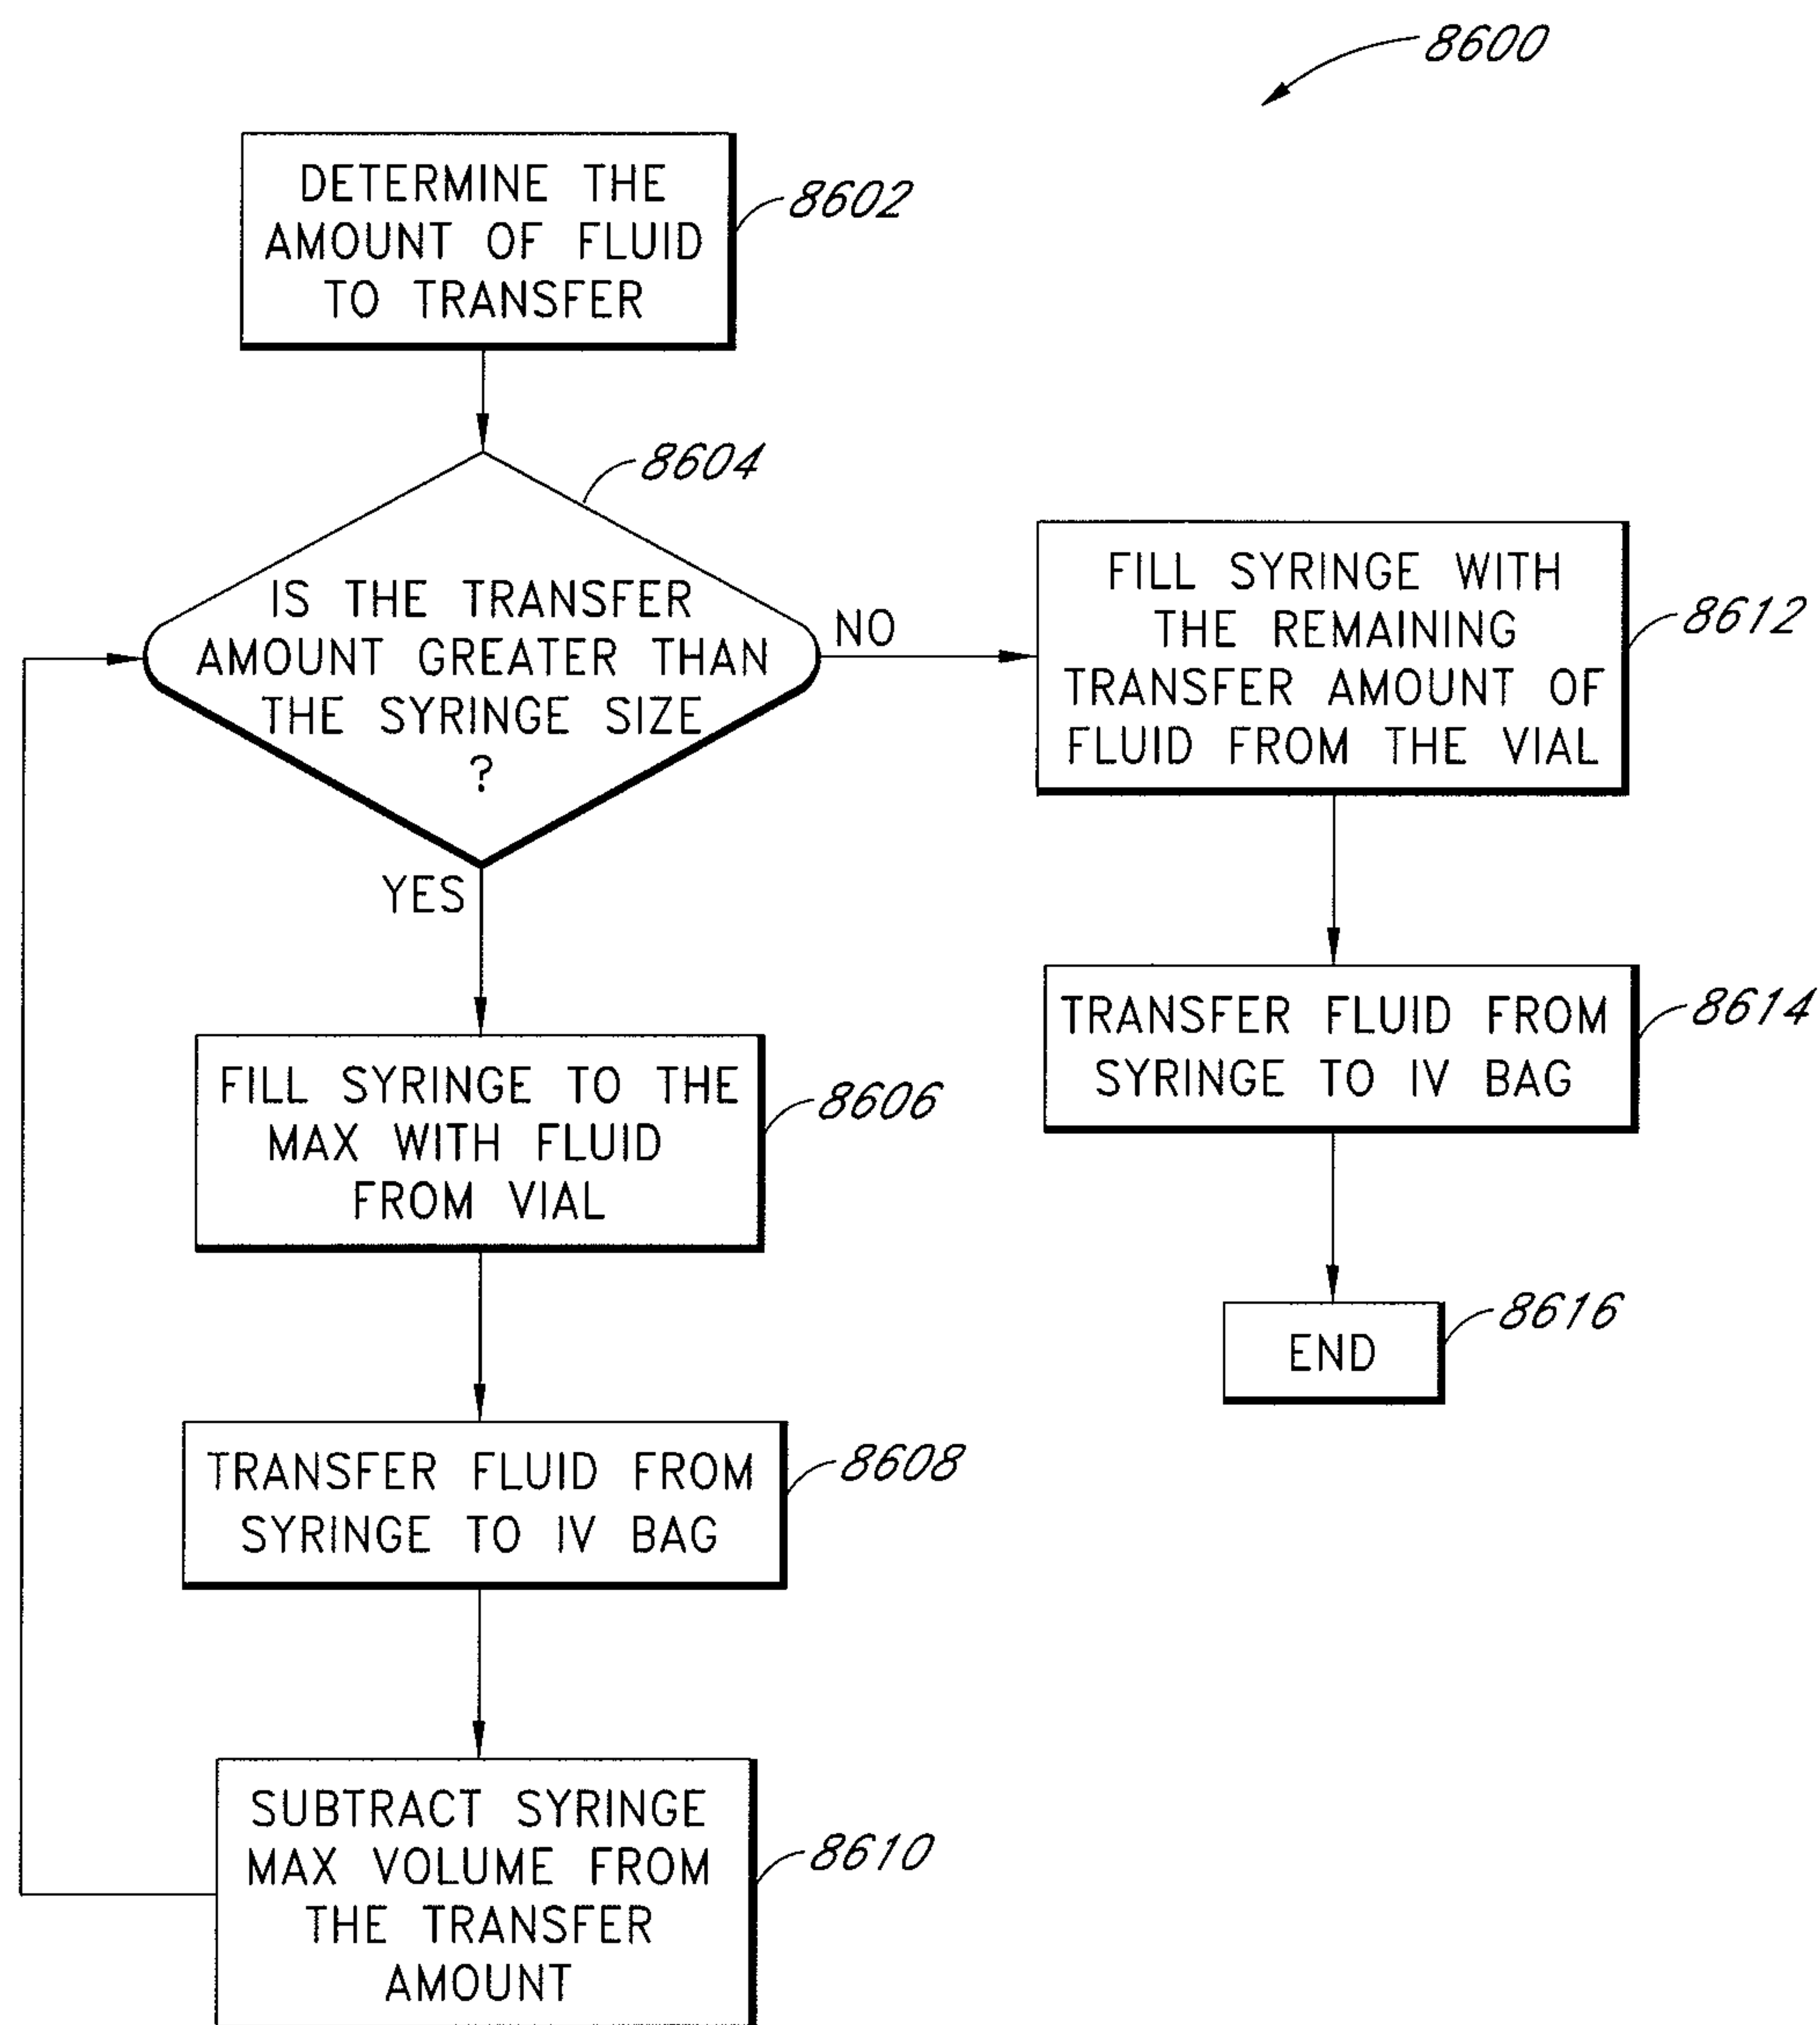 8600
DETERMINE THE
AMOUNT OF FLUID
TO TRANSFER
8602
8604
IS THE TRANSFER
AMOUNT GREATER THAN
THE SYRINGE SIZE
?
NO
YES
FILL SYRINGE WITH
THE REMAINING
TRANSFER AMOUNT OF
FLUID FROM THE VIAL
8612
TRANSFER FLUID FROM
SYRINGE TO IV BAG
8614
END
8616
FILL SYRINGE TO THE
MAX WITH FLUID
FROM VIAL
8606
TRANSFER FLUID FROM
SYRINGE TO IV BAG
8608
SUBTRACT SYRINGE
MAX VOLUME FROM
THE TRANSFER
AMOUNT
8610